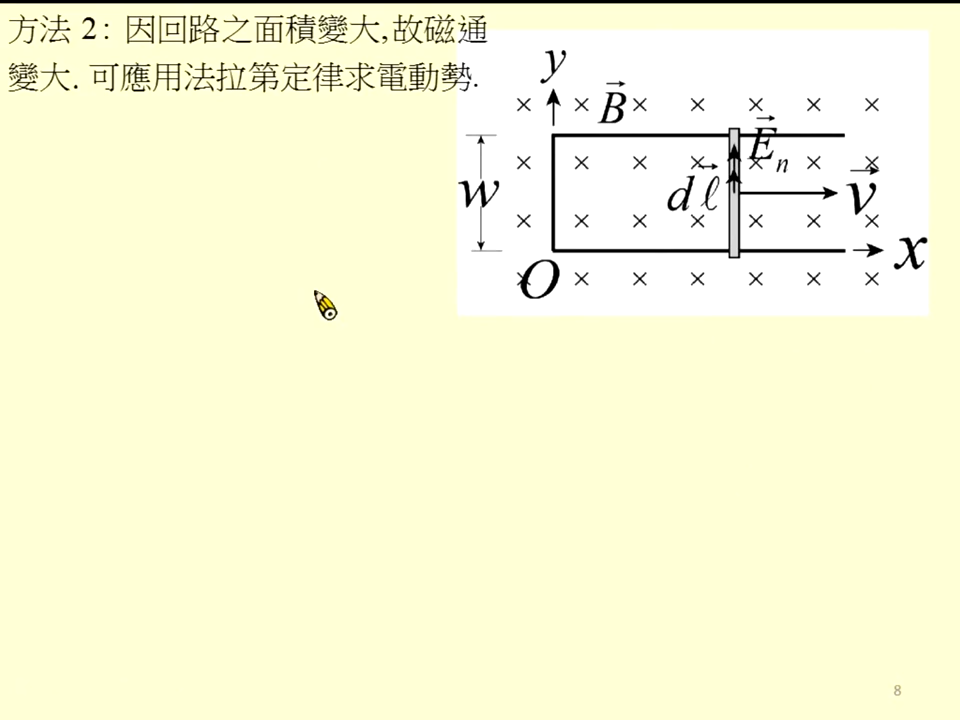 方法 2: 因回路之面積變大,故磁通
變大. 可應用法拉第定律求電動勢.
y
B
E_n
w
d ℓ
v
x
O
8